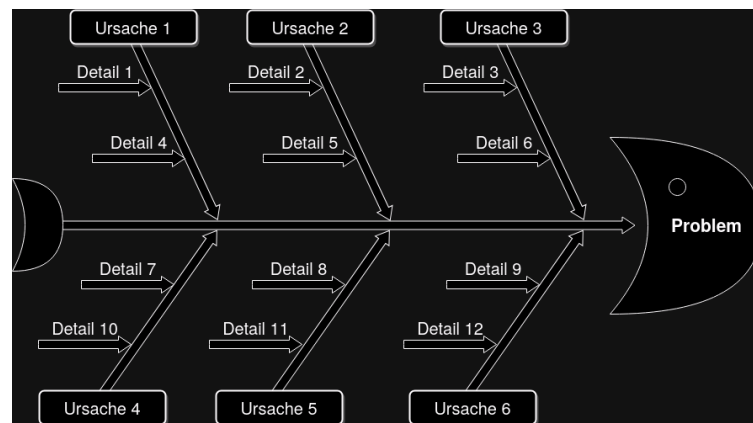 Ursache 1
Ursache 2
Ursache 3
Detail 1
Detail 2
Detail 3
Detail 4
Detail 5
Detail 6
Problem
Detail 7
Detail 8
Detail 9
Detail 10
Detail 11
Detail 12
Ursache 4
Ursache 5
Ursache 6